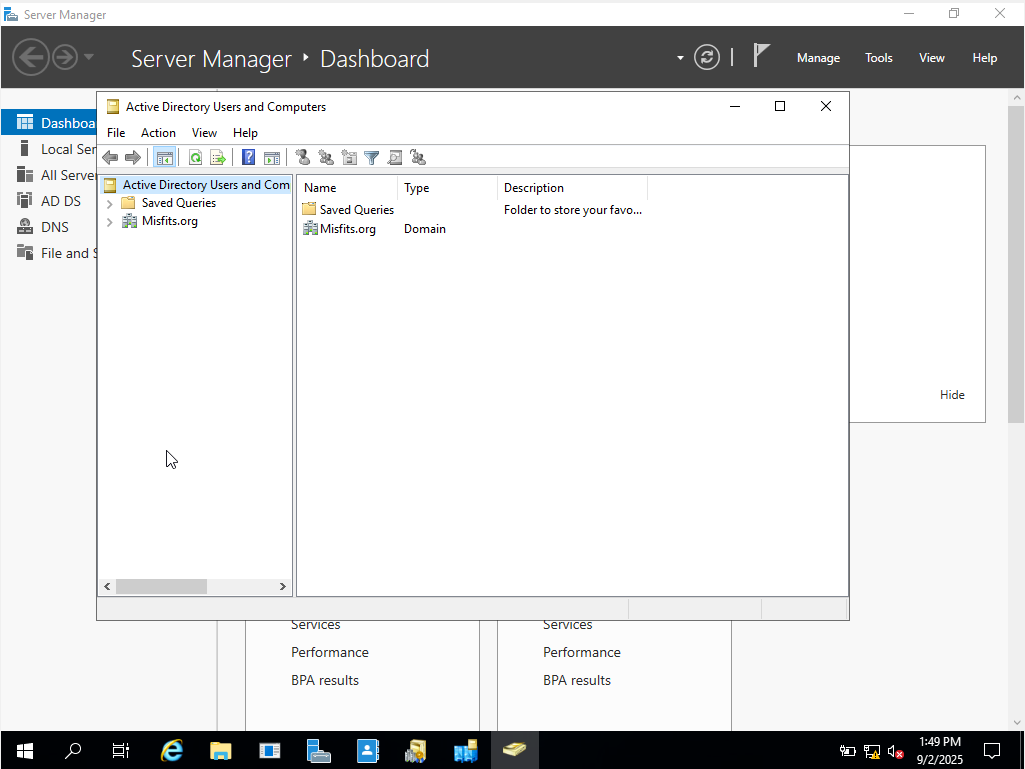 Server Manager
Server Manager • Dashboard
Manage Tools View Help
Active Directory Users and Computers
File Action View Help
Dashboa
Local Ser
All Server
AD DS
DNS
File and S
Active Directory Users and Com
Saved Queries
Misfits.org
Name Type Description
Saved Queries Folder to store your favo...
Misfits.org Domain
Hide
Services Services
Performance Performance
BPA results BPA results
1:49 PM
9/2/2025